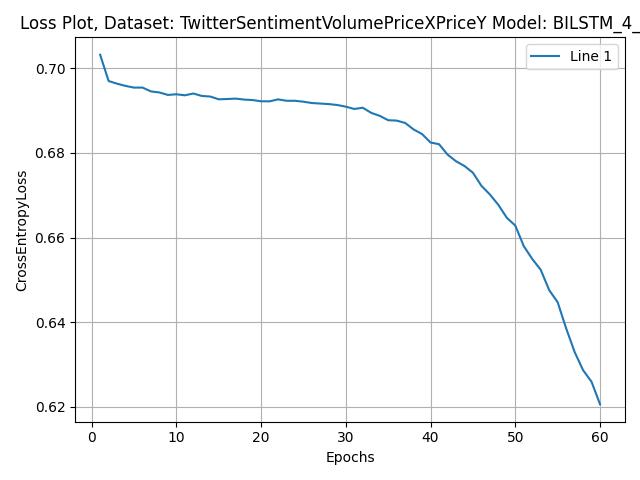 Loss Plot, Dataset: TwitterSentimentVolumePriceXPriceY Model: BILSTM_4_
Line 1
CrossEntropyLoss
0.70
0.68
0.66
0.64
0.62
0 10 20 30 40 50 60
Epochs